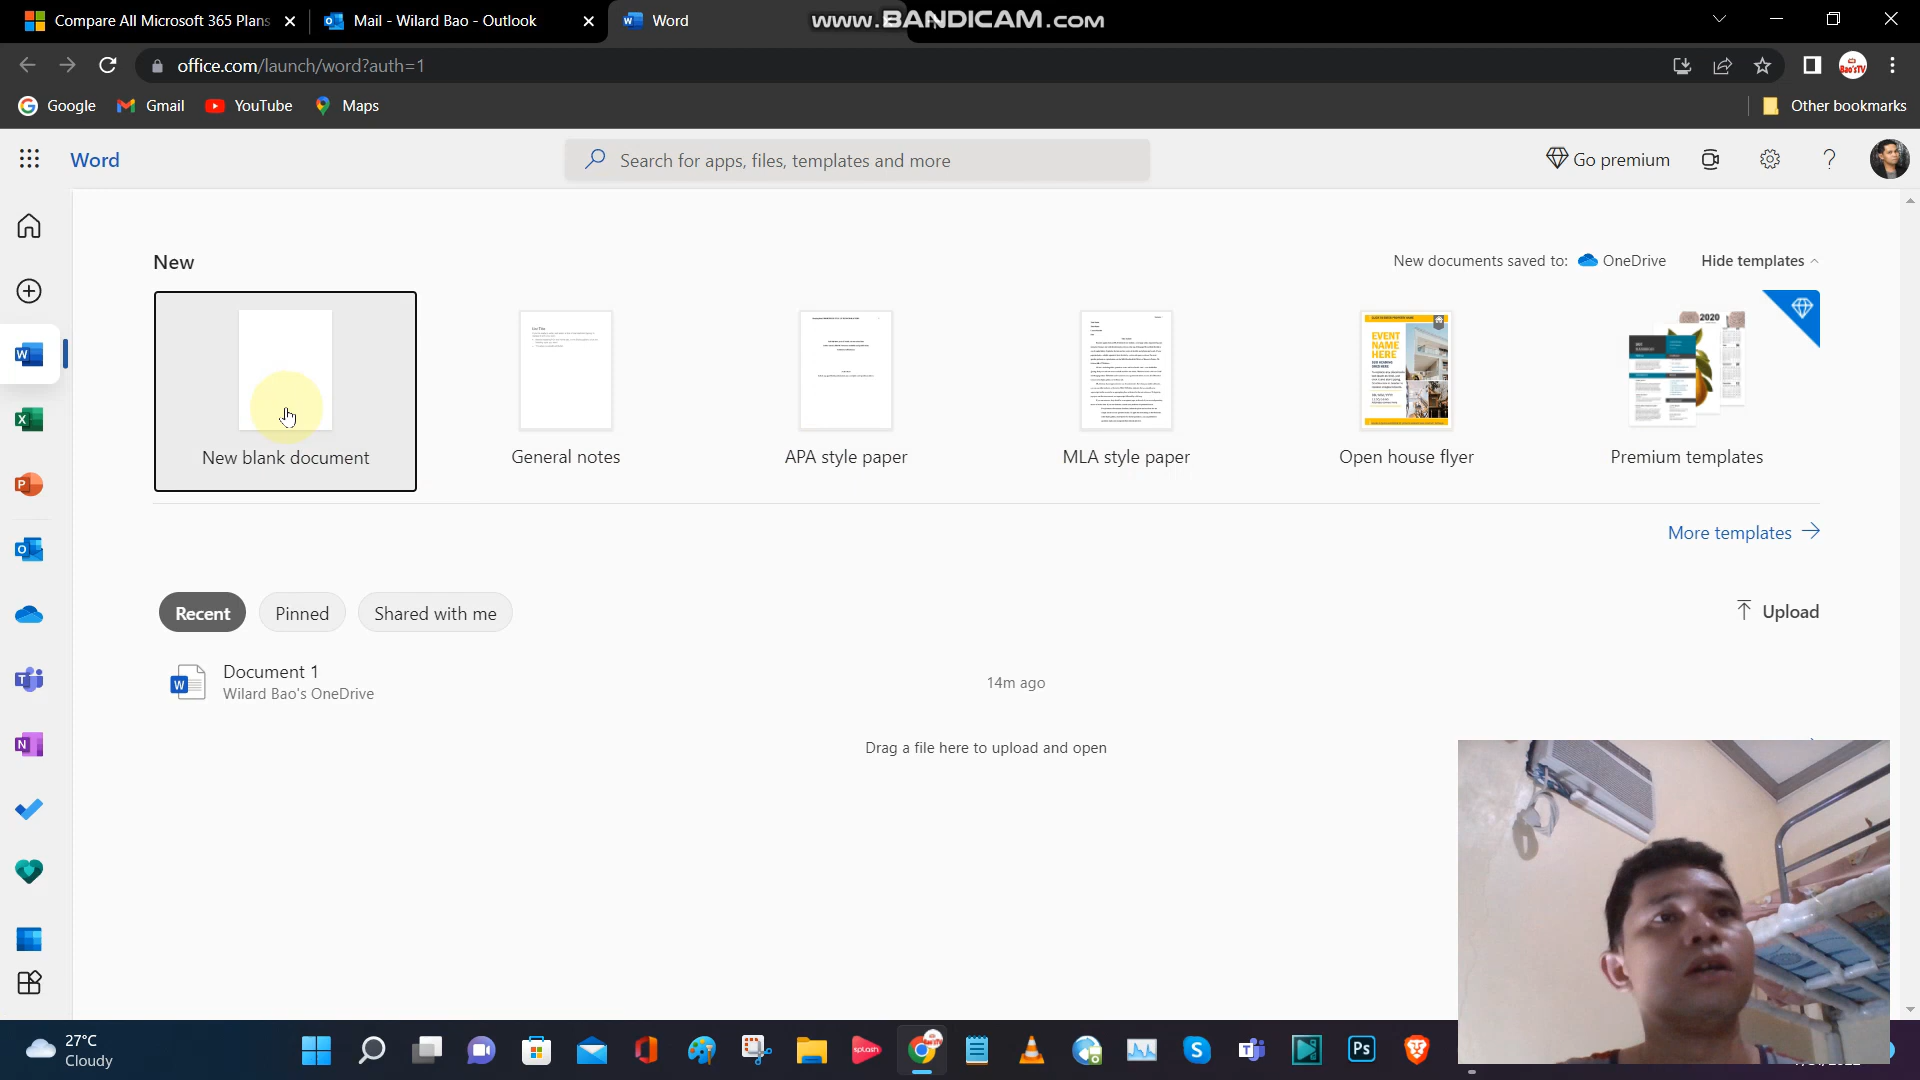 Compare All Microsoft 365 Plans
Mail - Wilard Bao - Outlook
Word
www.BANDICAM.com
office.com/launch/word?auth=1
Google
Gmail
YouTube
Maps
Other bookmarks
Word
Search for apps, files, templates and more
Go premium
New
New documents saved to: OneDrive
Hide templates
EVENT
NAME
HERE
2020
New blank document
General notes
APA style paper
MLA style paper
Open house flyer
Premium templates
More templates
Recent
Pinned
Shared with me
Upload
Document 1
Wilard Bao's OneDrive
14m ago
Drag a file here to upload and open
27°C
Cloudy
splash
Ps